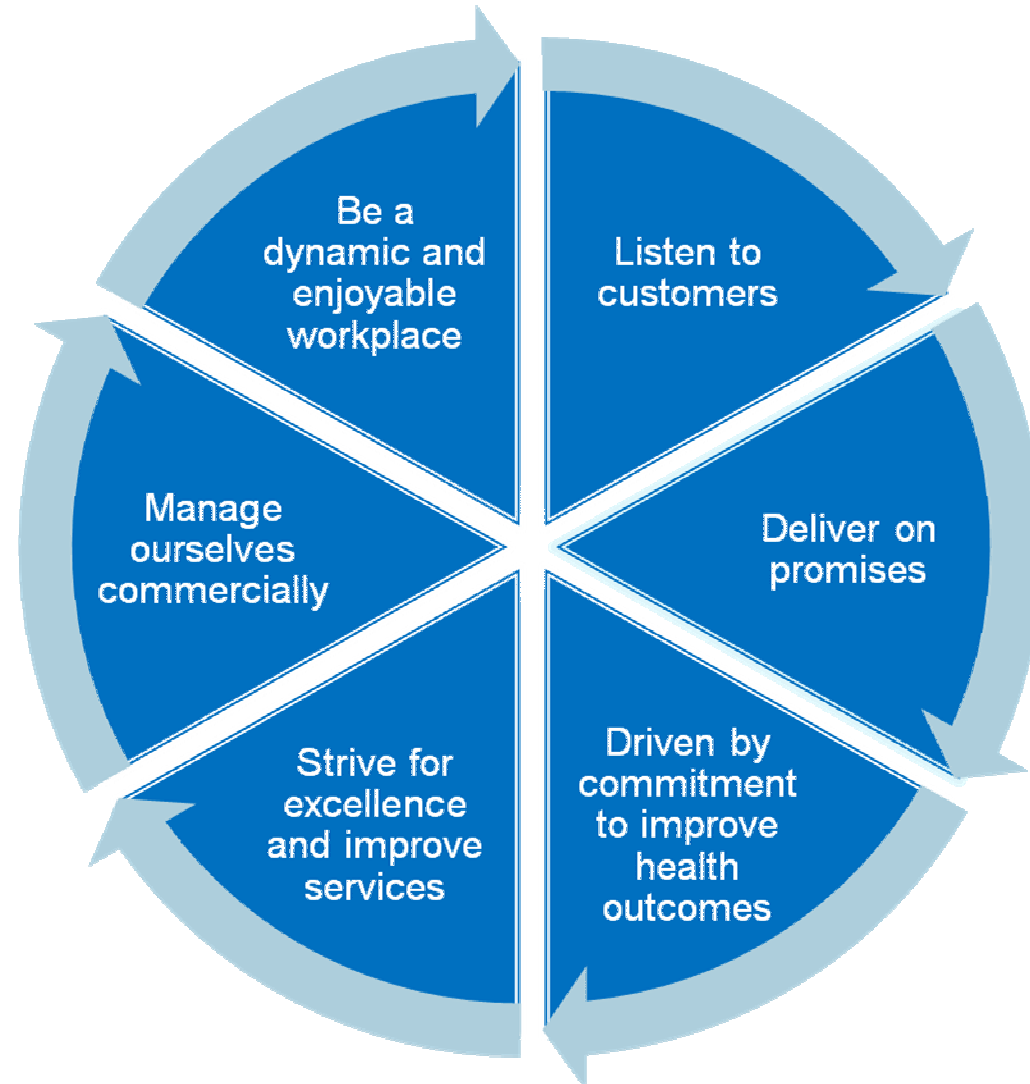 Be a
dynamic and
enjoyable
workplace
Listen to
customers
Manage
ourselves
commercially
Deliver on
promises
Strive for
excellence
and improve
services
Driven by
commitment
to improve
health
outcomes